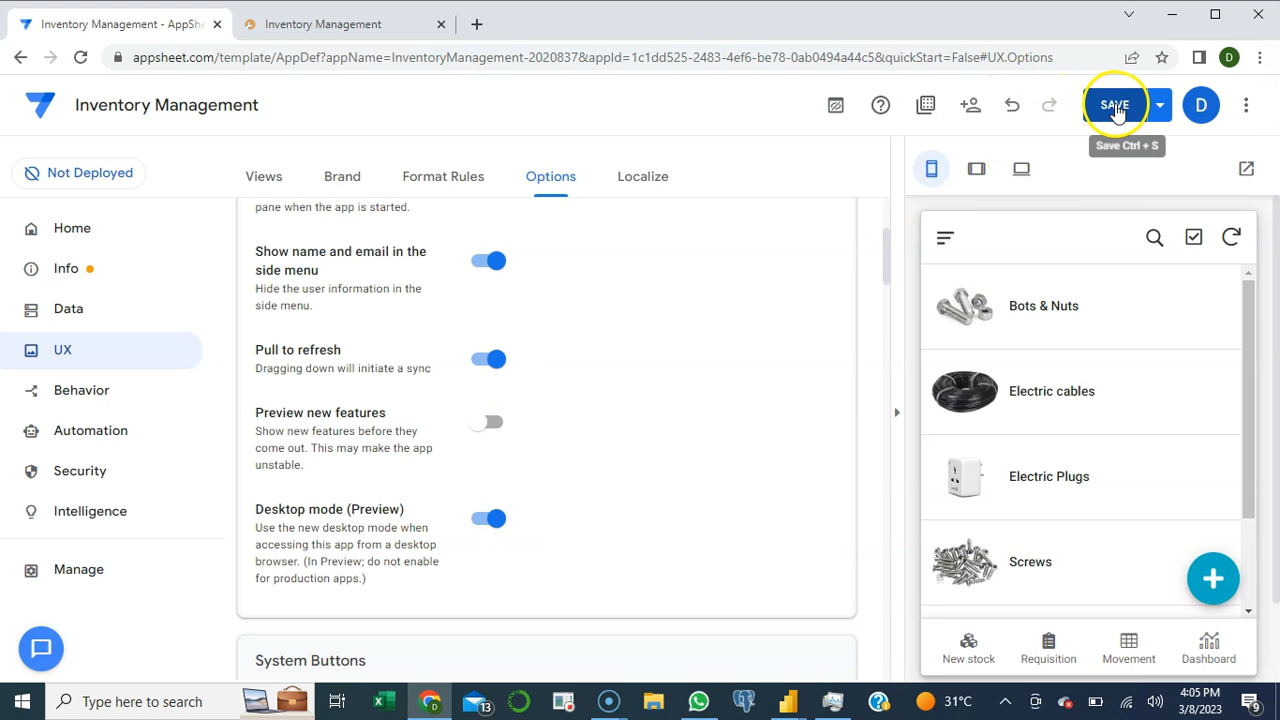 Inventory Management - AppShe
Inventory Management
appsheet.com/template/AppDef?appName=InventoryManagement-2020837&appId=1c1dd525-2483-4ef6-be78-0ab0494a44c5&quickStart=False#UX.Options
D
Inventory Management
SAVE
D
Save Ctrl + S
Not Deployed
Views
Brand
Format Rules
Options
Localize
Home
Info
Data
UX
Behavior
Automation
Security
Intelligence
Manage
pane when the app is started.
Show name and email in the
side menu
Hide the user information in the
side menu.
Pull to refresh
Dragging down will initiate a sync
Preview new features
Show new features before they
come out. This may make the app
unstable.
Desktop mode (Preview)
Use the new desktop mode when
accessing this app from a desktop
browser. (In Preview; do not enable
for production apps.)
System Buttons
Bots & Nuts
Electric cables
Electric Plugs
Screws
New stock
Requisition
Movement
Dashboard
Type here to search
13
31°C
4:05 PM
3/8/2023
9